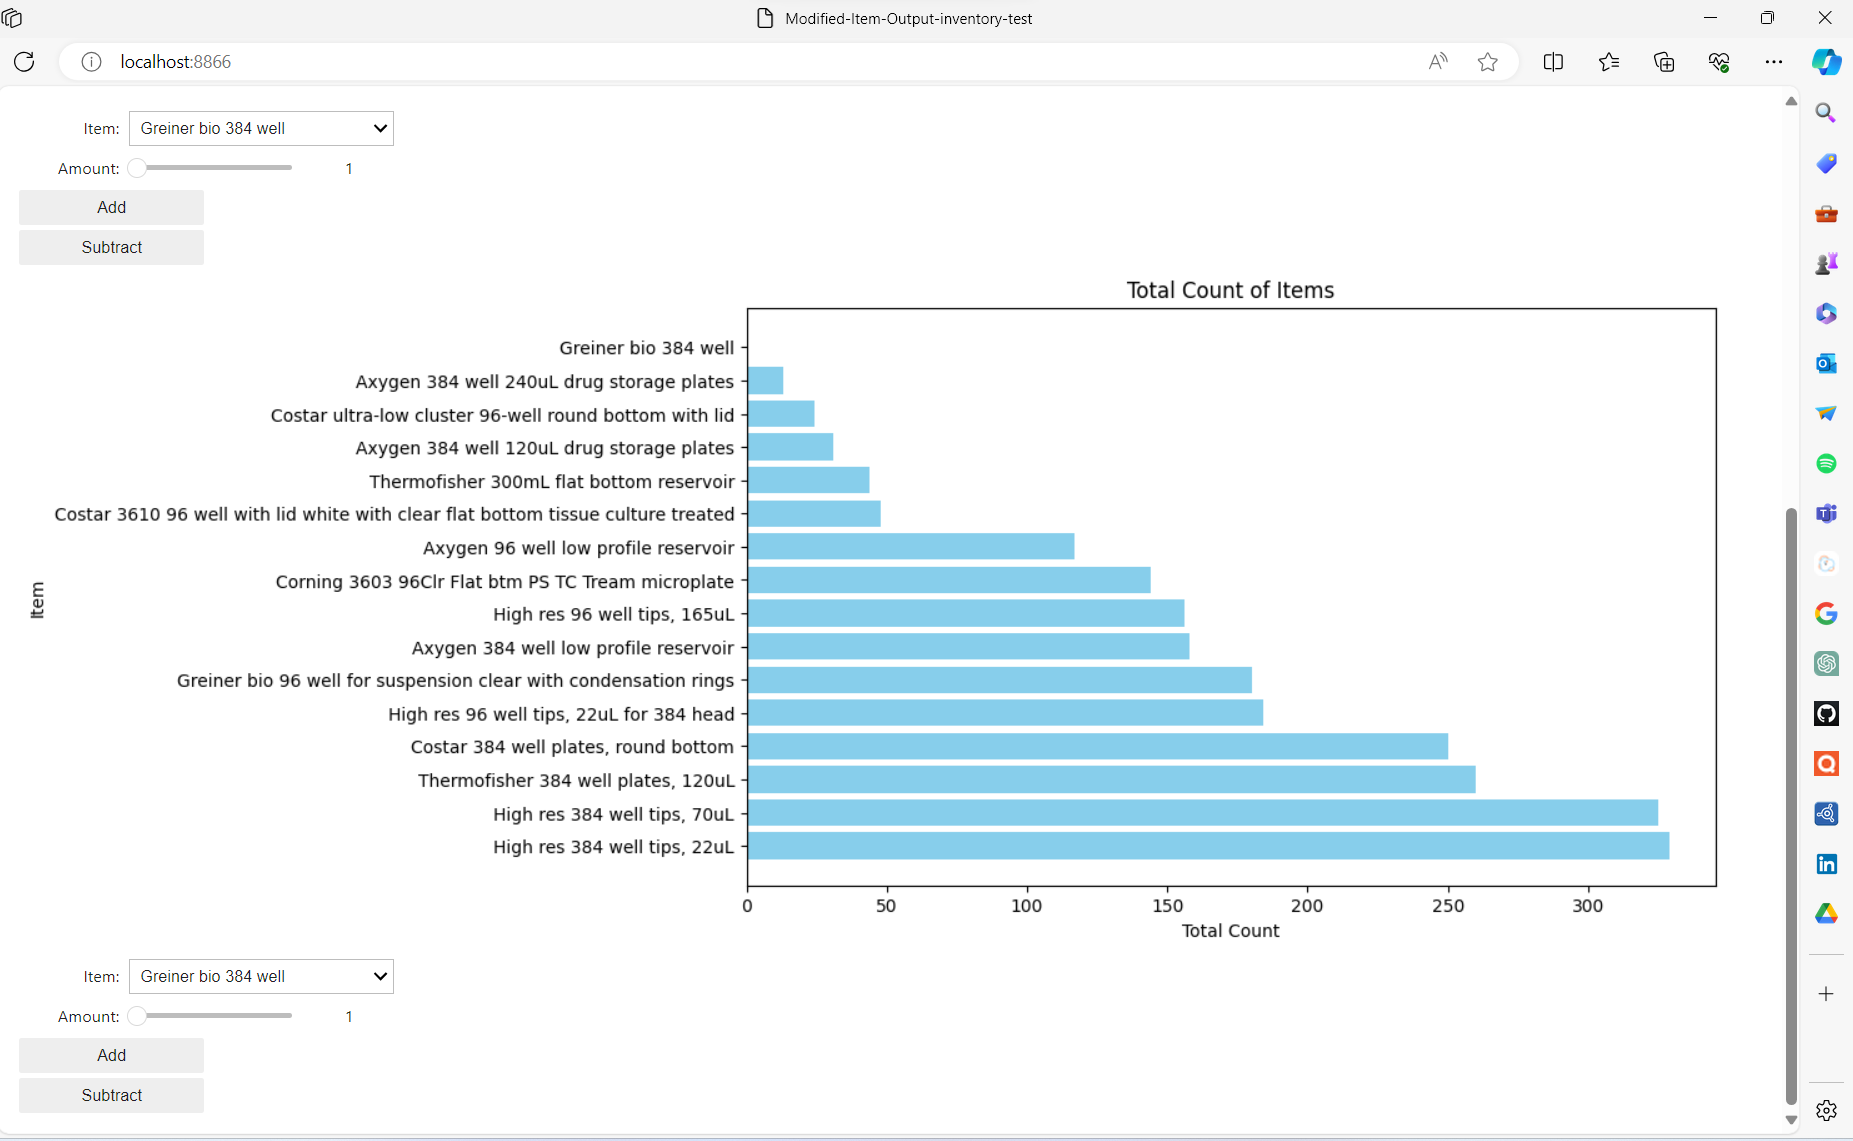 Modified-Item-Output-inventory-test
localhost:8866
Item: Greiner bio 384 well
Amount: 1
Add
Subtract
Total Count of Items
Greiner bio 384 well
Axygen 384 well 240uL drug storage plates
Costar ultra-low cluster 96-well round bottom with lid
Axygen 384 well 120uL drug storage plates
Thermofisher 300mL flat bottom reservoir
Costar 3610 96 well with lid white with clear flat bottom tissue culture treated
Axygen 96 well low profile reservoir
Corning 3603 96Clr Flat btm PS TC Tream microplate
High res 96 well tips, 165uL
Axygen 384 well low profile reservoir
Greiner bio 96 well for suspension clear with condensation rings
High res 96 well tips, 22uL for 384 head
Costar 384 well plates, round bottom
Thermofisher 384 well plates, 120uL
High res 384 well tips, 70uL
High res 384 well tips, 22uL
Item
0 50 100 150 200 250 300
Total Count
Item: Greiner bio 384 well
Amount: 1
Add
Subtract